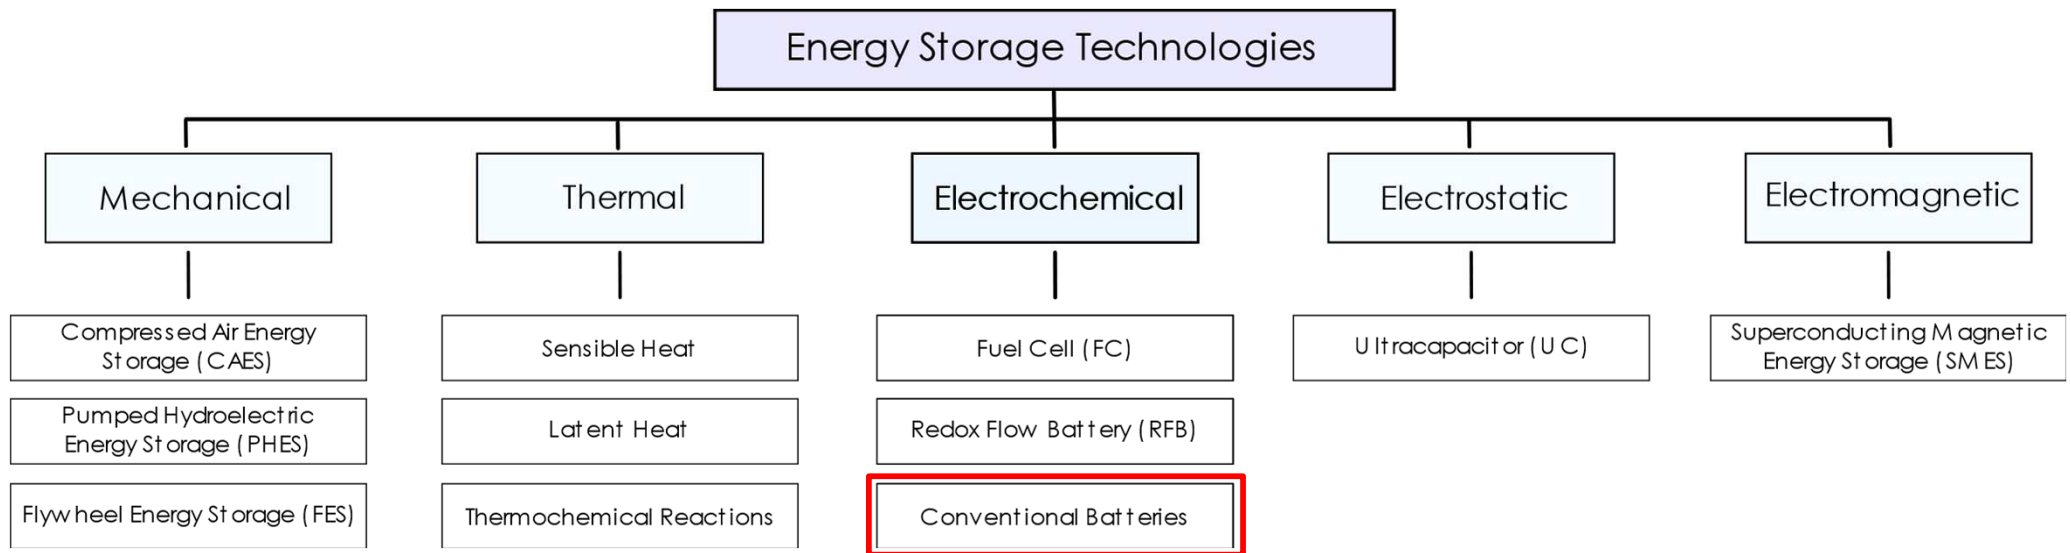 Energy Storage Technologies
Mechanical
Thermal
Electrochemical
Electrostatic
Electromagnetic
Compressed Air Energy
Storage (CAES)
Sensible Heat
Fuel Cell (FC)
Ultracapacitor (UC)
Superconducting Magnetic
Energy Storage (SMES)
Pumped Hydroelectric
Energy Storage (PHES)
Latent Heat
Redox Flow Battery (RFB)
Flywheel Energy Storage (FES)
Thermochemical Reactions
Conventional Batteries